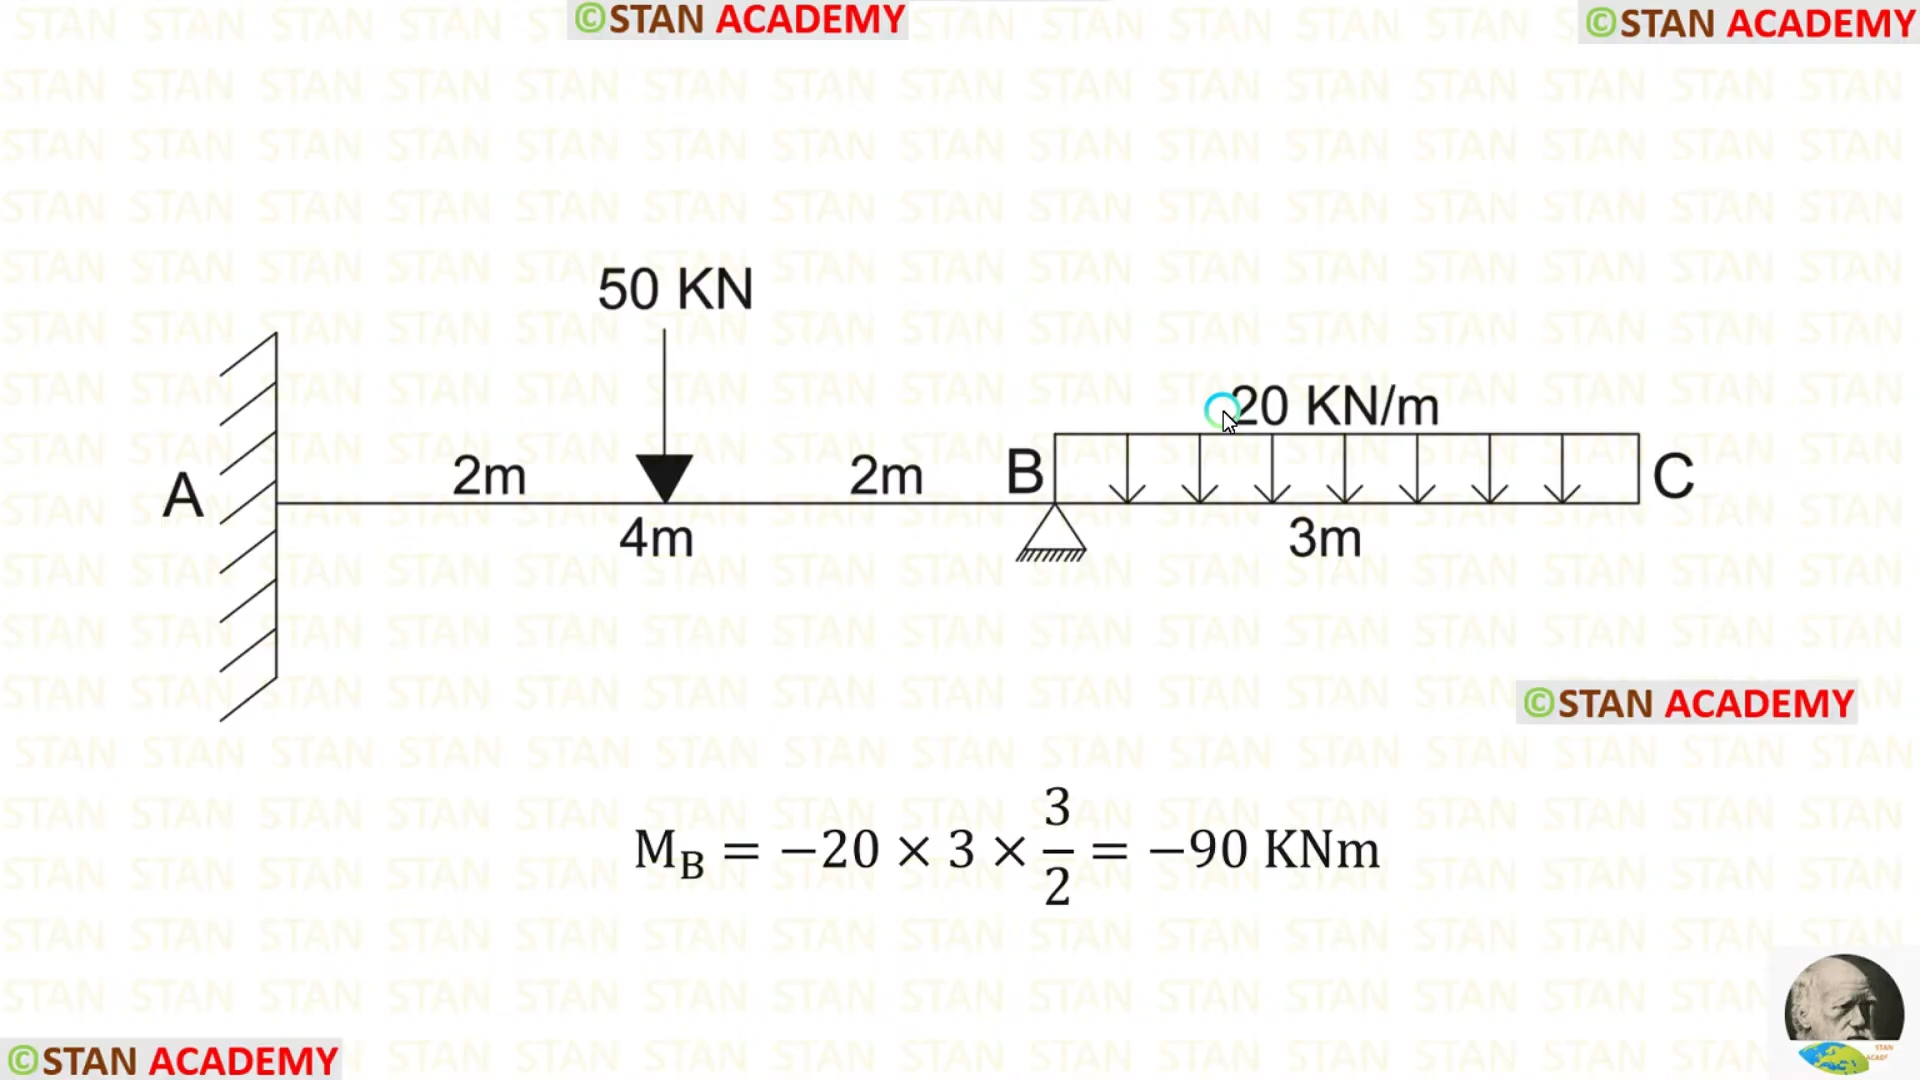 ©STAN ACADEMY
©STAN ACADEMY
50 KN
20 KN/m
A
2m
2m
B
C
4m
3m
©STAN ACADEMY
M_B = −20 × 3 × 3/2 = −90 KNm
©STAN ACADEMY